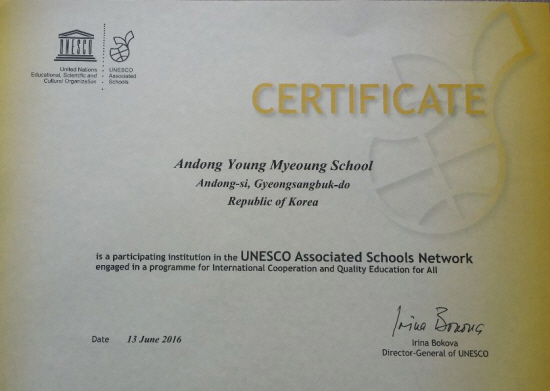 UNESCO
United Nations
Educational, Scientific and
Cultural Organization
UNESCO
Associated
Schools
CERTIFICATE
Andong Young Myeoung School
Andong-si, Gyeongsangbuk-do
Republic of Korea
is a participating institution in the UNESCO Associated Schools Network
engaged in a programme for International Cooperation and Quality Education for All
Irina Bokova
Date 13 June 2016
Irina Bokova
Director-General of UNESCO